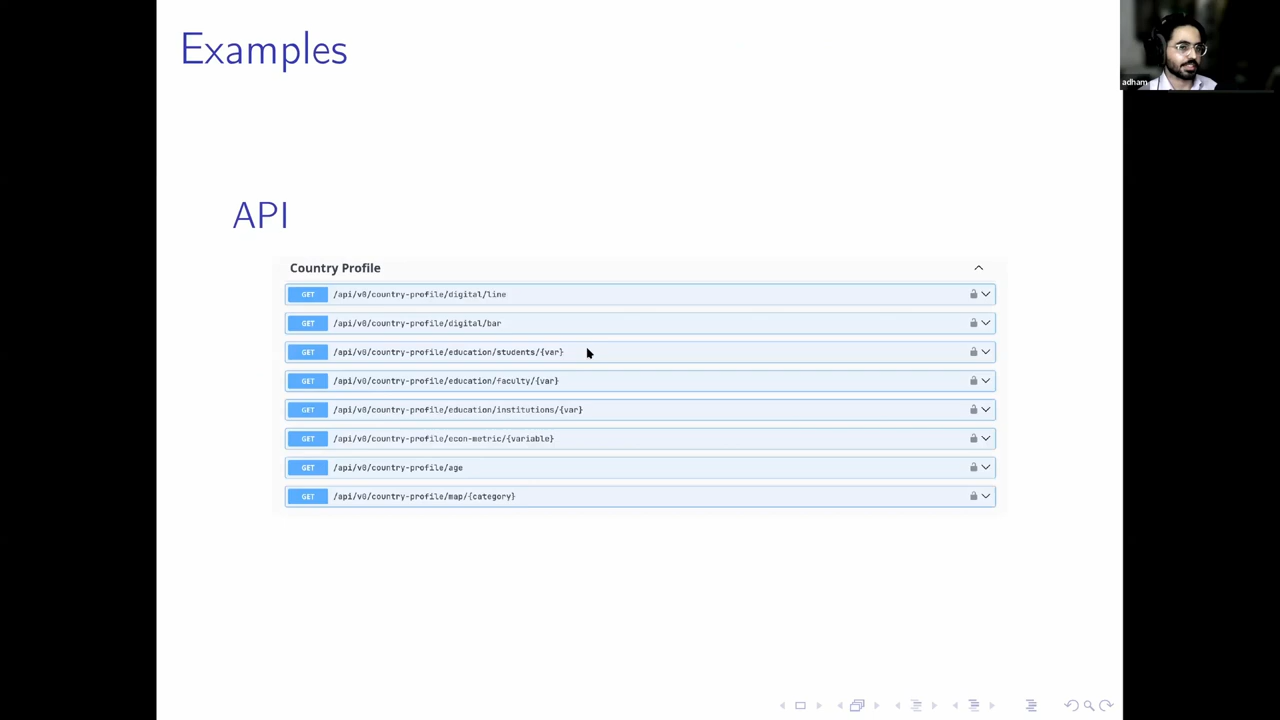 Examples
adham
API
Country Profile
GET /api/v0/country-profile/digital/line
GET /api/v0/country-profile/digital/bar
GET /api/v0/country-profile/education/students/{var}
GET /api/v0/country-profile/education/faculty/{var}
GET /api/v0/country-profile/education/institutions/{var}
GET /api/v0/country-profile/econ-metric/{variable}
GET /api/v0/country-profile/age
GET /api/v0/country-profile/map/{category}